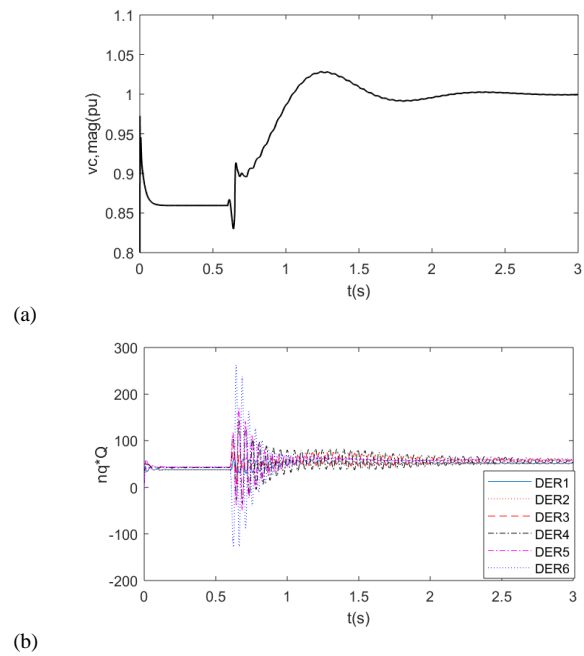 1.1
1.05
1
0.95
0.9
0.85
0.8
vc,mag(pu)
0 0.5 1 1.5 2 2.5 3
t(s)
(a)
300
200
100
0
-100
-200
nq*Q
DER1
DER2
DER3
DER4
DER5
DER6
0 0.5 1 1.5 2 2.5 3
t(s)
(b)